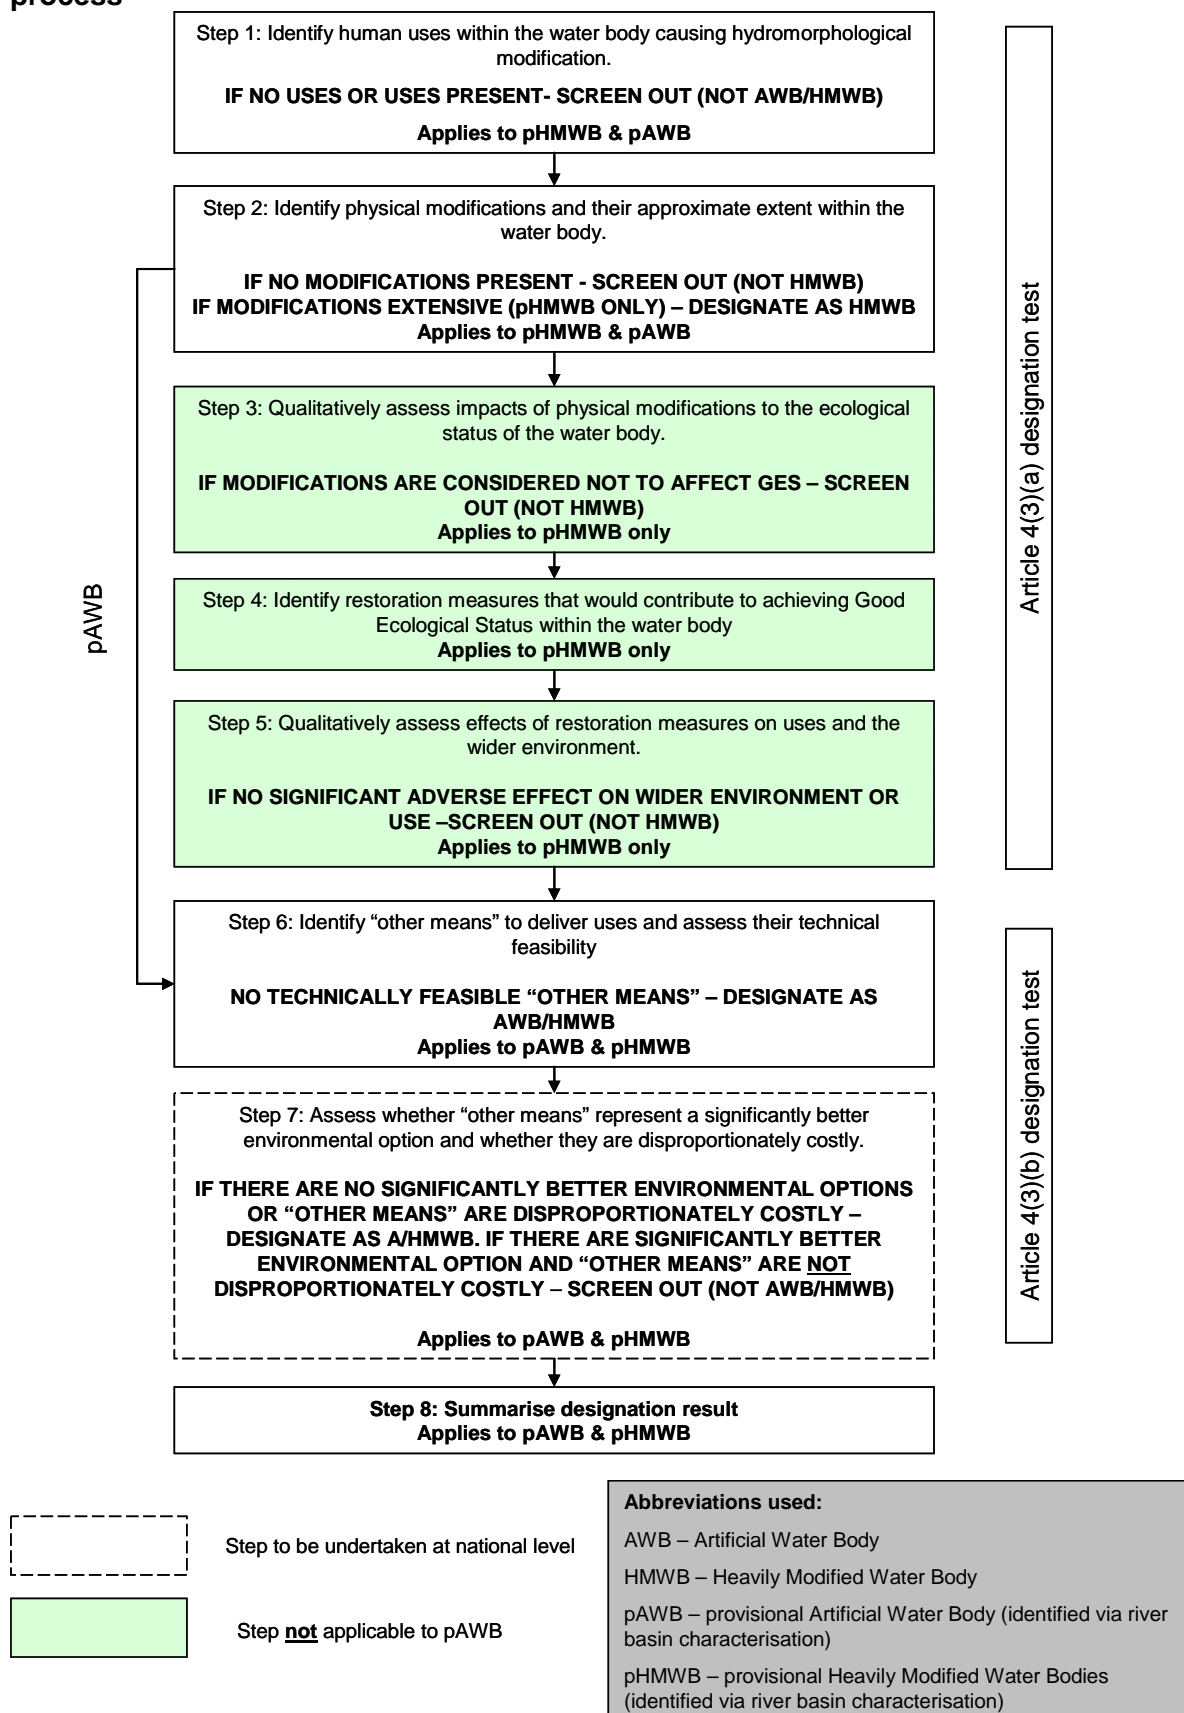 process
Step 1: Identify human uses within the water body causing hydromorphological
modification.
IF NO USES OR USES PRESENT- SCREEN OUT (NOT AWB/HMWB)
Applies to pHMWB & pAWB
Step 2: Identify physical modifications and their approximate extent within the
water body.
IF NO MODIFICATIONS PRESENT - SCREEN OUT (NOT HMWB)
IF MODIFICATIONS EXTENSIVE (pHMWB ONLY) – DESIGNATE AS HMWB
Applies to pHMWB & pAWB
Step 3: Qualitatively assess impacts of physical modifications to the ecological
status of the water body.
IF MODIFICATIONS ARE CONSIDERED NOT TO AFFECT GES – SCREEN
OUT (NOT HMWB)
Applies to pHMWB only
Article 4(3)(a) designation test
pAWB
Step 4: Identify restoration measures that would contribute to achieving Good
Ecological Status within the water body
Applies to pHMWB only
Step 5: Qualitatively assess effects of restoration measures on uses and the
wider environment.
IF NO SIGNIFICANT ADVERSE EFFECT ON WIDER ENVIRONMENT OR
USE –SCREEN OUT (NOT HMWB)
Applies to pHMWB only
Step 6: Identify “other means” to deliver uses and assess their technical
feasibility
NO TECHNICALLY FEASIBLE “OTHER MEANS” – DESIGNATE AS
AWB/HMWB
Applies to pAWB & pHMWB
Article 4(3)(b) designation test
Step 7: Assess whether “other means” represent a significantly better
environmental option and whether they are disproportionately costly.
IF THERE ARE NO SIGNIFICANTLY BETTER ENVIRONMENTAL OPTIONS
OR “OTHER MEANS” ARE DISPROPORTIONATELY COSTLY –
DESIGNATE AS A/HMWB. IF THERE ARE SIGNIFICANTLY BETTER
ENVIRONMENTAL OPTION AND “OTHER MEANS” ARE NOT
DISPROPORTIONATELY COSTLY – SCREEN OUT (NOT AWB/HMWB)
Applies to pAWB & pHMWB
Step 8: Summarise designation result
Applies to pAWB & pHMWB
Step to be undertaken at national level
Step not applicable to pAWB
Abbreviations used:
AWB – Artificial Water Body
HMWB – Heavily Modified Water Body
pAWB – provisional Artificial Water Body (identified via river
basin characterisation)
pHMWB – provisional Heavily Modified Water Bodies
(identified via river basin characterisation)